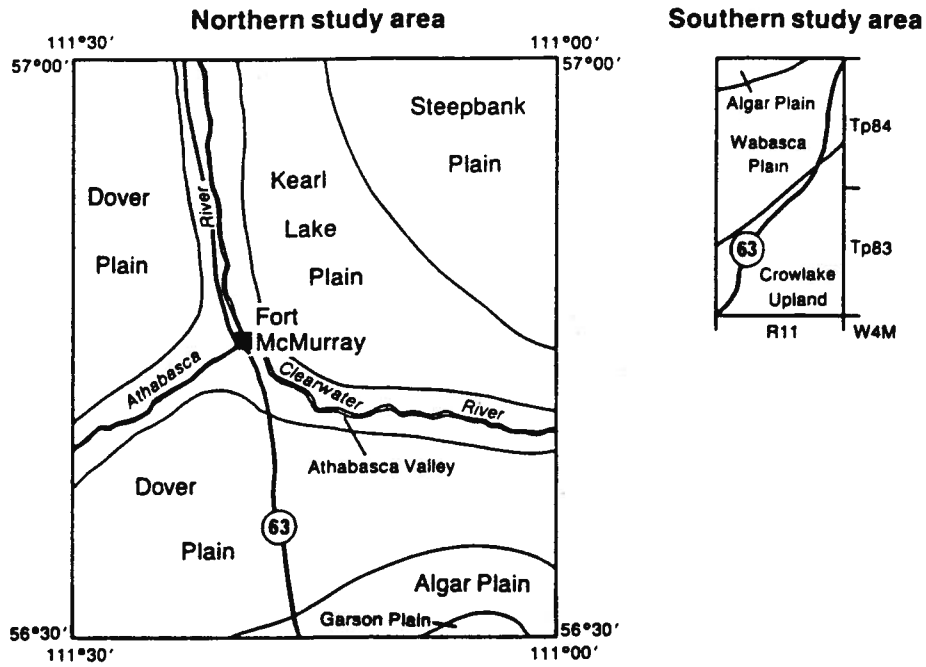 Northern study area
111°30′
111°00′
57°00′
57°00′
Steepbank
Plain
Kearl
Lake
Plain
Dover
Plain
River
Fort
McMurray
Athabasca
Clearwater
River
Athabasca Valley
Dover
Plain
63
Algar Plain
Garson Plain
56°30′
56°30′
111°30′
111°00′
Southern study area
Algar Plain
Tp84
Wabasca
Plain
Tp83
63
Crowlake
Upland
R11
W4M